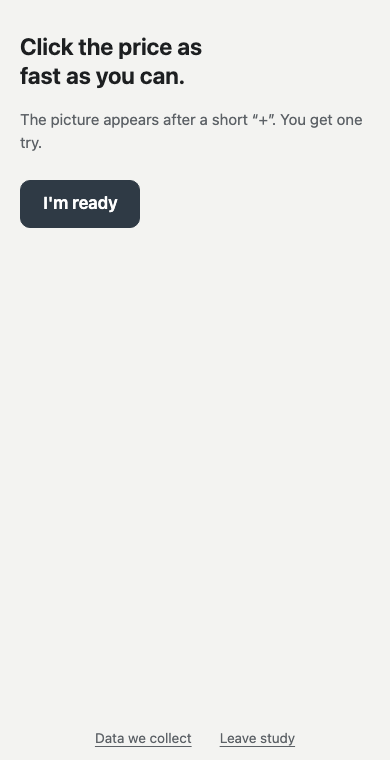 Click the price as
fast as you can.
The picture appears after a short “+”. You get one
try.
I'm ready
Data we collect
Leave study